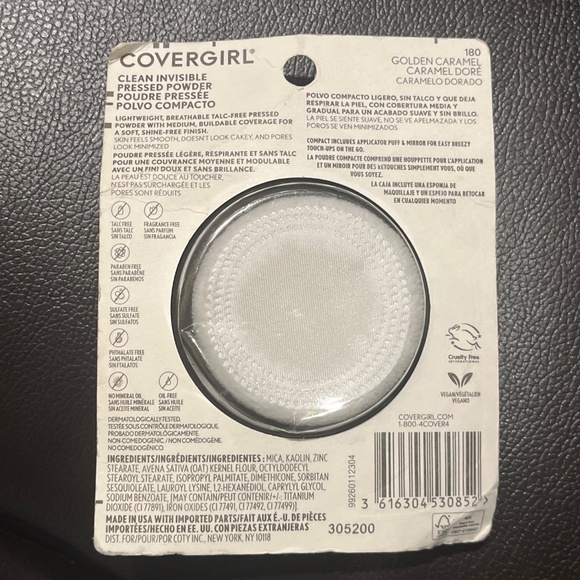 COVERGIRL®
CLEAN INVISIBLE
PRESSED POWDER
POUDRE PRESSÉE
POLVO COMPACTO
LIGHTWEIGHT, BREATHABLE TALC-FREE PRESSED
POWDER WITH MEDIUM, BUILDABLE COVERAGE FOR
A SOFT, SHINE-FREE FINISH.
SKIN FEELS SMOOTH, DOESN'T LOOK CAKEY, AND PORES
LOOK MINIMIZED
POUDRE PRESSÉE LÉGÈRE, RESPIRANTE ET SANS TALC
POUR UNE COUVRANCE MOYENNE ET MODULABLE
AVEC UN FINI DOUX ET SANS BRILLANCE.
LA PEAU EST DOUCE AU TOUCHER,
N'EST PAS SURCHARGÉE ET LES
PORES SONT RÉDUITS
180
GOLDEN CARAMEL
CARAMEL DORÉ
CARAMELO DORADO
POLVO COMPACTO LIGERO, SIN TALCO Y QUE DEJA
RESPIRAR LA PIEL, CON COBERTURA MEDIA Y
GRADUAL PARA UN ACABADO SUAVE Y SIN BRILLO.
LA PIEL SE SIENTE SUAVE, NO SE VE APELMAZADA Y LOS
POROS SE VEN MINIMIZADOS
COMPACT INCLUDES APPLICATOR PUFF & MIRROR FOR EASY BREEZY
TOUCH-UPS ON THE GO.
LA POUDRE COMPACTE COMPREND UNE HOUPPETTE POUR L'APPLICATION
ET UN MIROIR POUR DES RETOUCHES SIMPLEMENT VOUS, OÙ QUE
VOUS SOYEZ.
LA CAJA INCLUYE UNA ESPONJA DE
MAQUILLAJE Y UN ESPEJO PARA RETOCAR
EN CUALQUIER MOMENTO
TALC FREE
SANS TALC
SIN TALCO
FRAGRANCE FREE
SANS PARFUM
SIN FRAGANCIA
PARABEN FREE
SANS PARABÈNE
SIN PARABENOS
SULFATE FREE
SANS SULFATES
SIN SULFATOS
PHTHALATE FREE
SANS PHTALATE
SIN FTALATOS
NO MINERAL OIL
SANS HUILE MINÉRALE
SIN ACEITE MINERAL
OIL-FREE
SANS HUILE
SIN ACEITE
DERMATOLOGICALLY TESTED.
TESTÉE SOUS CONTRÔLE DERMATOLOGIQUE.
PROBADO DERMATOLÓGICAMENTE.
NON-COMEDOGENIC. / NON COMÉDOGÈNE.
NO COMEDOGÉNICO.
Cruelty Free
INTERNATIONAL
VEGAN/VÉGÉTALIEN
VEGANO
COVERGIRL.COM
1-800-4COVER4
INGREDIENTS/INGRÉDIENTS/INGREDIENTES : MICA, KAOLIN, ZINC
STEARATE, AVENA SATIVA (OAT) KERNEL FLOUR, OCTYLDODECYL
STEAROYL STEARATE, ISOPROPYL PALMITATE, DIMETHICONE, SORBITAN
SESQUIOLEATE, LAUROYL LYSINE, 1,2-HEXANEDIOL, CAPRYLYL GLYCOL,
SODIUM BENZOATE, [MAY CONTAIN/PEUT CONTENIR/+/-: TITANIUM
DIOXIDE (CI 77891), IRON OXIDES (CI 77491, CI 77492, CI 77499)].
MADE IN USA WITH IMPORTED PARTS/FAIT AUX É.-U. DE PIÈCES
IMPORTÉES/HECHO EN EE. UU. CON PIEZAS EXTRANJERAS
DIST. FOR/POUR/POR COTY INC., NEW YORK, NY 10118
305200
99260112304
3 616304 530852
FSC